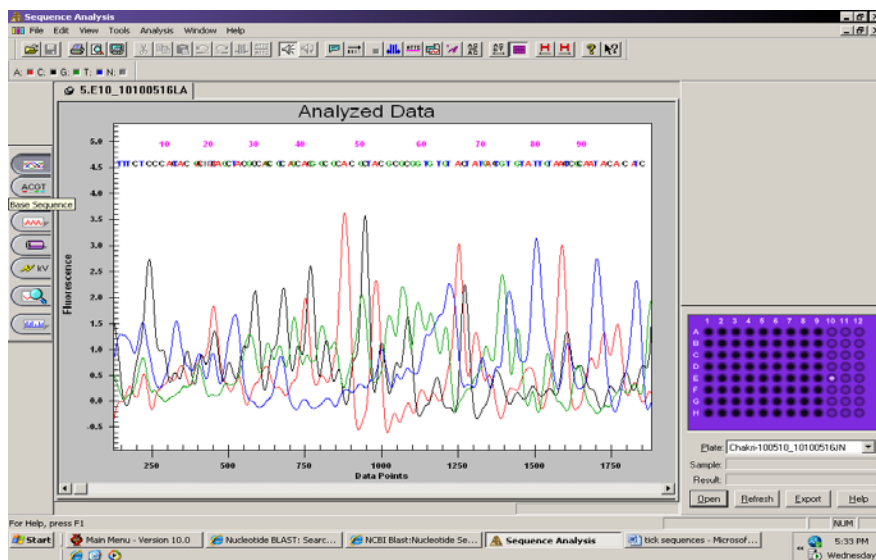 Sequence Analysis
File Edit View Tools Analysis Window Help
A: C: G: T: N:
5.E10_10100516LA
Analyzed Data
10 20 30 40 50 60 70 80 90
5.0
4.5
4.0
3.5
3.0
2.5
2.0
1.5
1.0
0.5
0.0
-0.5
Fluorescence
250 500 750 1000 1250 1500 1750
Data Points
ACGT
Base Sequence
kV
1 2 3 4 5 6 7 8 9 10 11 12
A
B
C
D
E
F
G
H
Plate: Chakri-100510_10100516JN
Sample:
Result:
Open Refresh Export Help
For Help, press F1 NUM
Start Main Menu - Version 10.0 Nucleotide BLAST: Searc... NCBI Blast:Nucleotide Se... Sequence Analysis tick sequences - Microsof... 5:33 PM
Wednesday